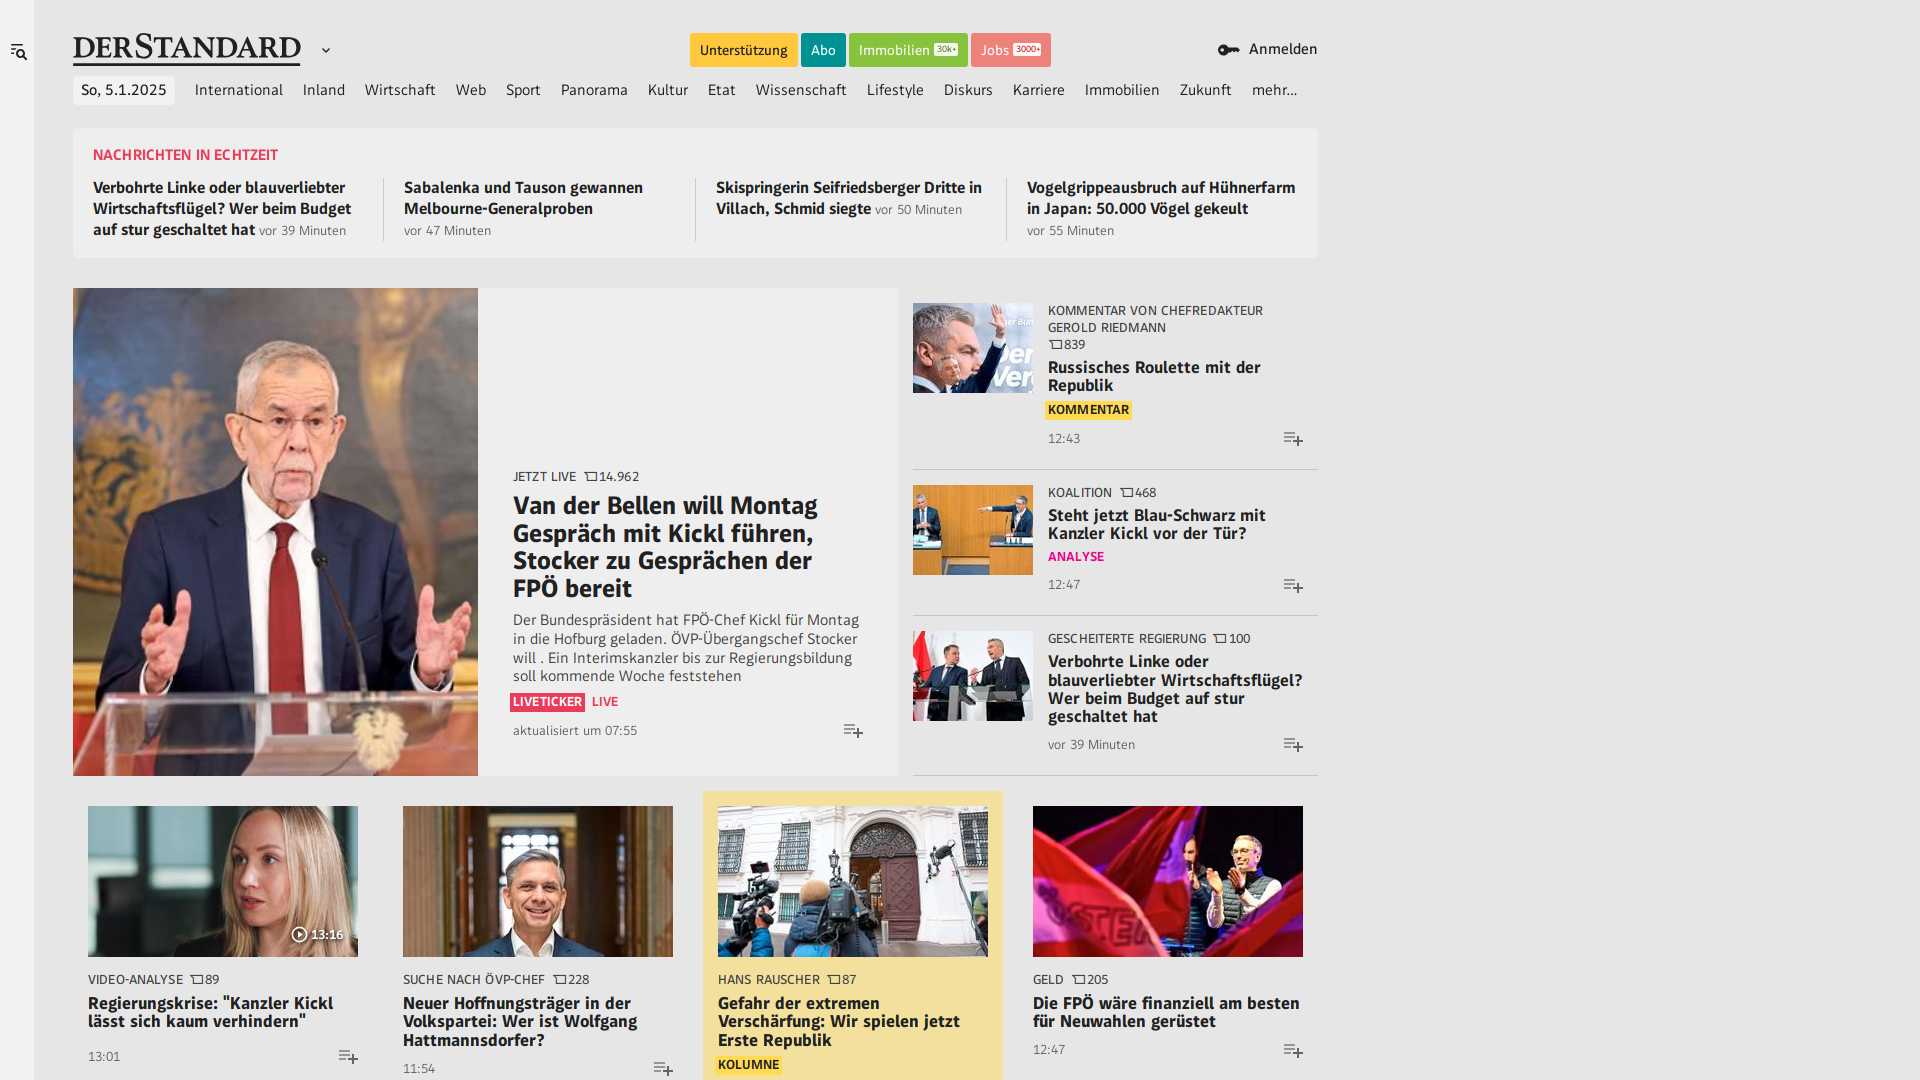 DERSTANDARD
Unterstützung
Abo
Immobilien 30k+
Jobs 3000+
Anmelden
So, 5.1.2025
International
Inland
Wirtschaft
Web
Sport
Panorama
Kultur
Etat
Wissenschaft
Lifestyle
Diskurs
Karriere
Immobilien
Zukunft
mehr…
NACHRICHTEN IN ECHTZEIT
Verbohrte Linke oder blauverliebter
Wirtschaftsflügel? Wer beim Budget
auf stur geschaltet hat vor 39 Minuten
Sabalenka und Tauson gewannen
Melbourne-Generalproben
vor 47 Minuten
Skispringerin Seifriedsberger Dritte in
Villach, Schmid siegte vor 50 Minuten
Vogelgrippeausbruch auf Hühnerfarm
in Japan: 50.000 Vögel gekeult
vor 55 Minuten
JETZT LIVE 14.962
Van der Bellen will Montag
Gespräch mit Kickl führen,
Stocker zu Gesprächen der
FPÖ bereit
Der Bundespräsident hat FPÖ-Chef Kickl für Montag
in die Hofburg geladen. ÖVP-Übergangschef Stocker
will . Ein Interimskanzler bis zur Regierungsbildung
soll kommende Woche feststehen
LIVETICKER LIVE
aktualisiert um 07:55
KOMMENTAR VON CHEFREDAKTEUR
GEROLD RIEDMANN
839
Russisches Roulette mit der
Republik
KOMMENTAR
12:43
KOALITION 468
Steht jetzt Blau-Schwarz mit
Kanzler Kickl vor der Tür?
ANALYSE
12:47
GESCHEITERTE REGIERUNG 100
Verbohrte Linke oder
blauverliebter Wirtschaftsflügel?
Wer beim Budget auf stur
geschaltet hat
vor 39 Minuten
13:16
VIDEO-ANALYSE 89
Regierungskrise: "Kanzler Kickl
lässt sich kaum verhindern"
13:01
SUCHE NACH ÖVP-CHEF 228
Neuer Hoffnungsträger in der
Volkspartei: Wer ist Wolfgang
Hattmannsdorfer?
11:54
HANS RAUSCHER 87
Gefahr der extremen
Verschärfung: Wir spielen jetzt
Erste Republik
KOLUMNE
GELD 205
Die FPÖ wäre finanziell am besten
für Neuwahlen gerüstet
12:47